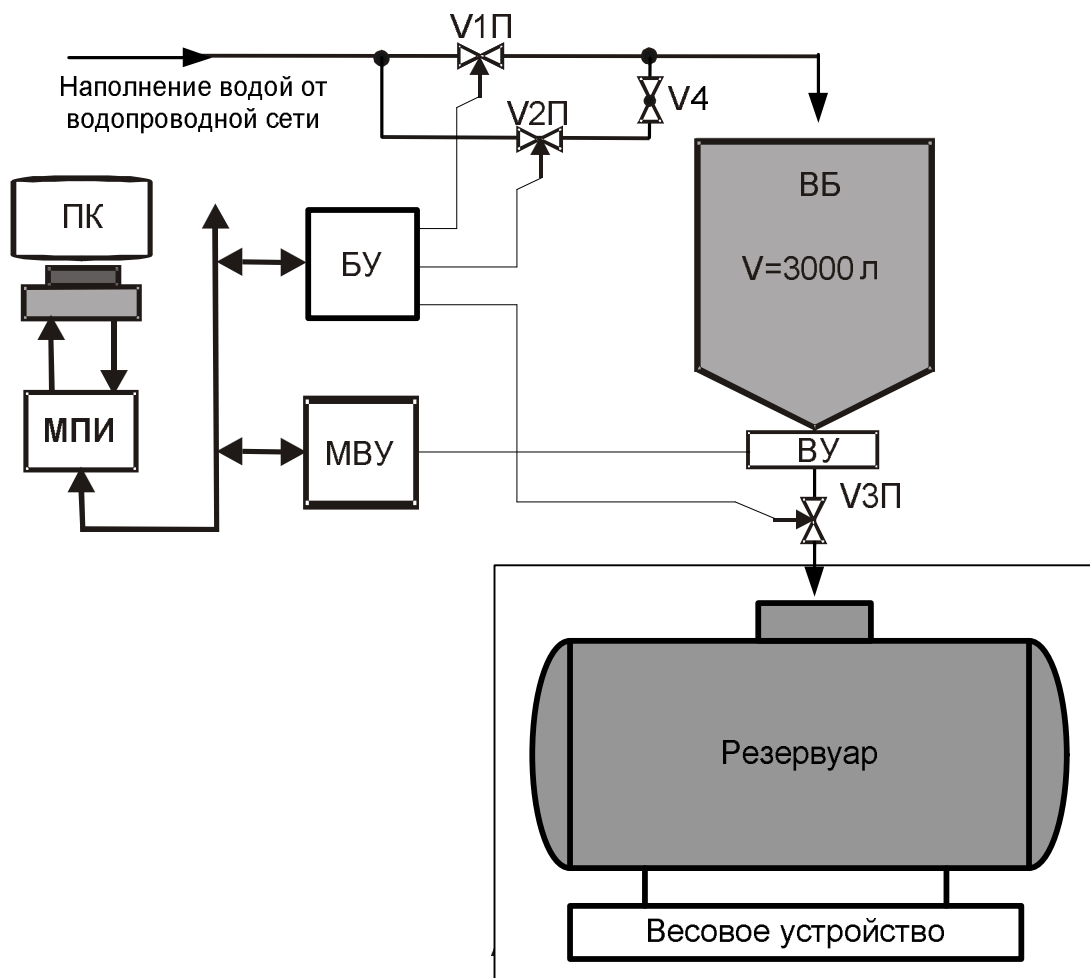 V1П
Наполнение водой от
водопроводной сети
V2П
V4
ПК
БУ
ВБ
V=3000 л
МПИ
МВУ
ВУ
V3П
Резервуар
Весовое устройство